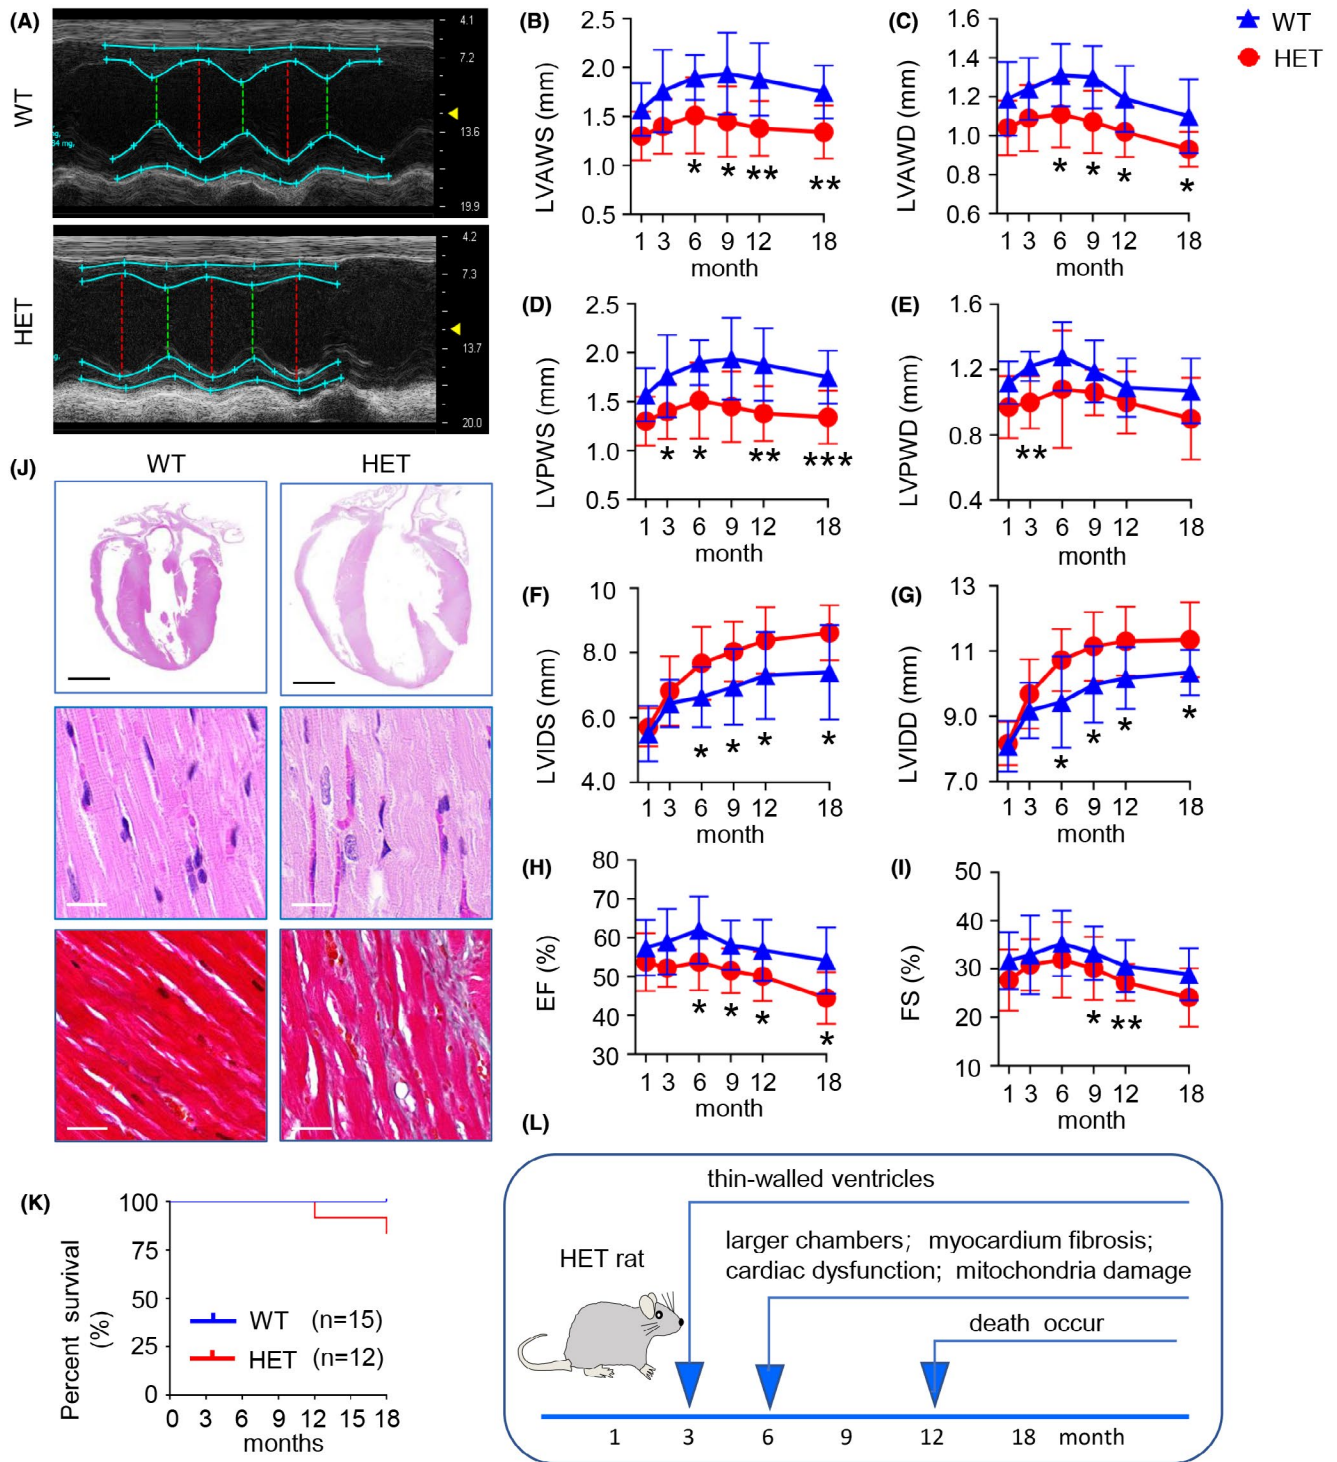 (A)
WT
4.1
7.2
13.6
19.9
HET
4.2
7.3
13.7
20.0
(B)
LVAWS (mm)
2.5
2.0
1.5
1.0
0.5
* * ** **
1 3 6 9 12 18
month
(C)
LVAWD (mm)
1.6
1.4
1.2
1.0
0.8
0.6
* * * *
1 3 6 9 12 18
month
WT
HET
(D)
LVPWS (mm)
2.5
2.0
1.5
1.0
0.5
* * ** ***
1 3 6 9 12 18
month
(E)
LVPWD (mm)
1.6
1.2
0.8
0.4
**
1 3 6 9 12 18
month
(F)
LVIDS (mm)
10
8.0
6.0
4.0
* * * *
1 3 6 9 12 18
month
(G)
LVIDD (mm)
13
11
9.0
7.0
* * * *
1 3 6 9 12 18
month
(H)
EF (%)
80
70
60
50
40
30
* * * *
1 3 6 9 12 18
month
(I)
FS (%)
50
40
30
20
10
* **
1 3 6 9 12 18
month
(J)
WT HET
(K)
Percent survival
(%)
100
75
50
25
0
WT (n=15)
HET (n=12)
0 3 6 9 12 15 18
months
(L)
thin-walled ventricles
larger chambers; myocardium fibrosis;
cardiac dysfunction; mitochondria damage
HET rat
death occur
1 3 6 9 12 18 month